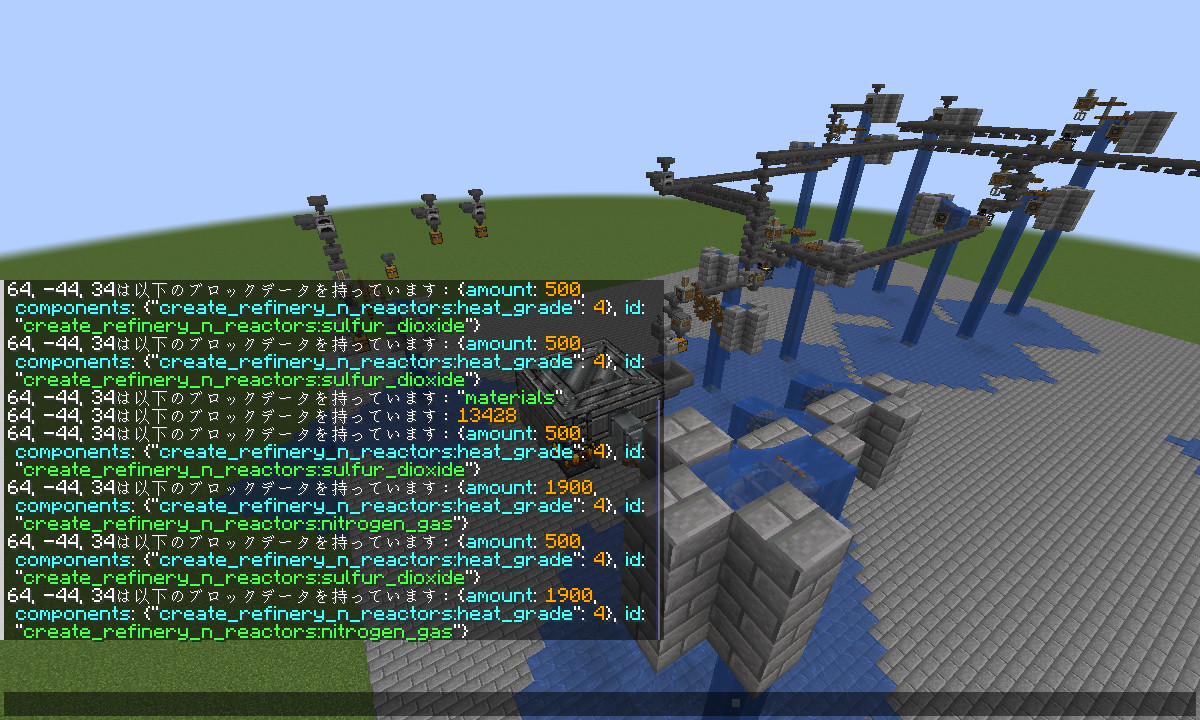 64, -44, 34は以下のブロックデータを持っています：{amount: 500,
components: {"create_refinery_n_reactors:heat_grade": 4}, id:
"create_refinery_n_reactors:sulfur_dioxide"}
64, -44, 34は以下のブロックデータを持っています：{amount: 500,
components: {"create_refinery_n_reactors:heat_grade": 4}, id:
"create_refinery_n_reactors:sulfur_dioxide"}
64, -44, 34は以下のブロックデータを持っています："materials"
64, -44, 34は以下のブロックデータを持っています：13428
64, -44, 34は以下のブロックデータを持っています：{amount: 500,
components: {"create_refinery_n_reactors:heat_grade": 4}, id:
"create_refinery_n_reactors:sulfur_dioxide"}
64, -44, 34は以下のブロックデータを持っています：{amount: 1900,
components: {"create_refinery_n_reactors:heat_grade": 4}, id:
"create_refinery_n_reactors:nitrogen_gas"}
64, -44, 34は以下のブロックデータを持っています：{amount: 500,
components: {"create_refinery_n_reactors:heat_grade": 4}, id:
"create_refinery_n_reactors:sulfur_dioxide"}
64, -44, 34は以下のブロックデータを持っています：{amount: 1900,
components: {"create_refinery_n_reactors:heat_grade": 4}, id:
"create_refinery_n_reactors:nitrogen_gas"}